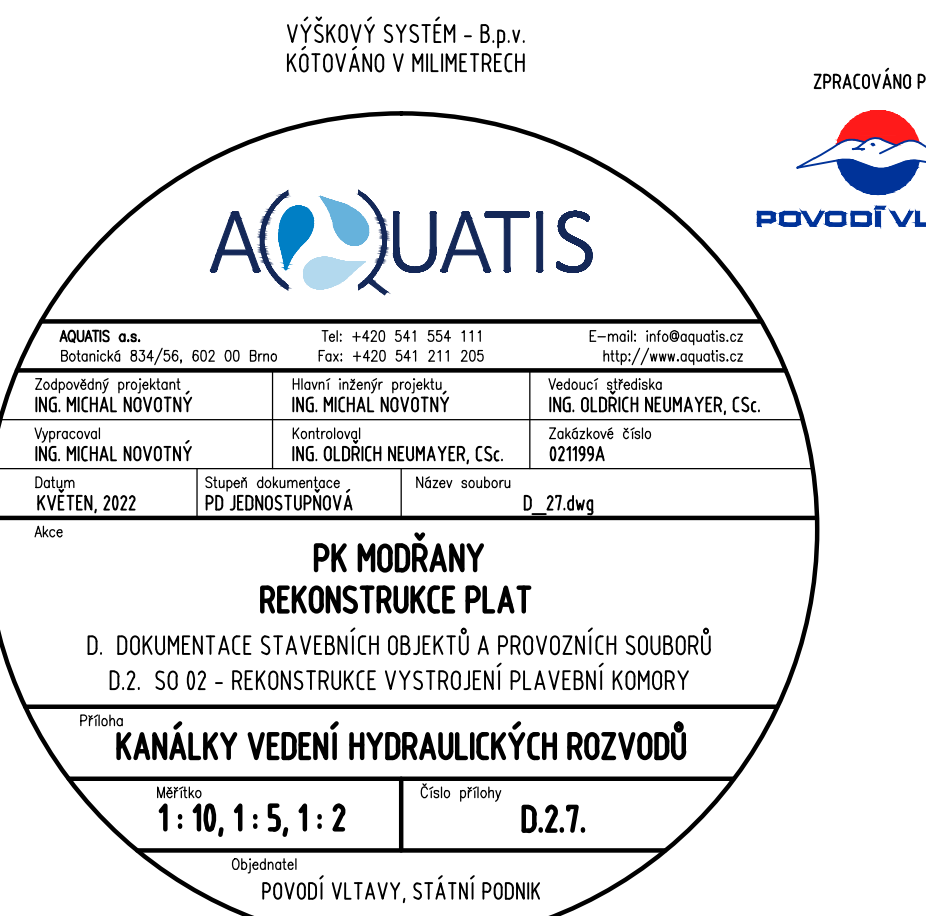 VÝŠKOVÝ SYSTÉM - B.p.v.
KÓTOVÁNO V MILIMETRECH
ZPRACOVÁNO P
POVODÍ VL
AQUATIS
AQUATIS a.s. Tel: +420 541 554 111 E-mail: info@aquatis.cz
Botanická 834/56, 602 00 Brno Fax: +420 541 211 205 http://www.aquatis.cz
Zodpovědný projektant Hlavní inženýr projektu Vedoucí střediska
ING. MICHAL NOVOTNÝ ING. MICHAL NOVOTNÝ ING. OLDŘICH NEUMAYER, CSc.
Vypracoval Kontroloval Zakázkové číslo
ING. MICHAL NOVOTNÝ ING. OLDŘICH NEUMAYER, CSc. 021199A
Datum Stupeň dokumentace Název souboru
KVĚTEN, 2022 PD JEDNOSTUPŇOVÁ D_27.dwg
Akce
PK MODŘANY
REKONSTRUKCE PLAT
D. DOKUMENTACE STAVEBNÍCH OBJEKTŮ A PROVOZNÍCH SOUBORŮ
D.2. SO 02 - REKONSTRUKCE VYSTROJENÍ PLAVEBNÍ KOMORY
Příloha
KANÁLKY VEDENÍ HYDRAULICKÝCH ROZVODŮ
Měřítko Číslo přílohy
1 : 10, 1 : 5, 1 : 2 D.2.7.
Objednatel
POVODÍ VLTAVY, STÁTNÍ PODNIK